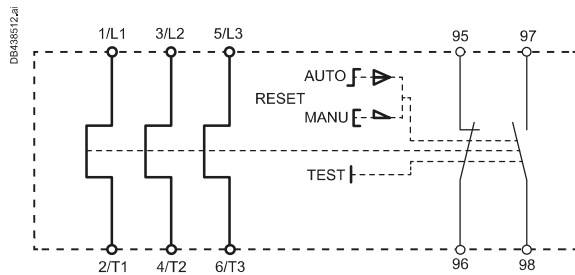 DB438512.ai
1/L1 3/L2 5/L3 95 97
AUTO
RESET
MANU
TEST
2/T1 4/T2 6/T3 96 98